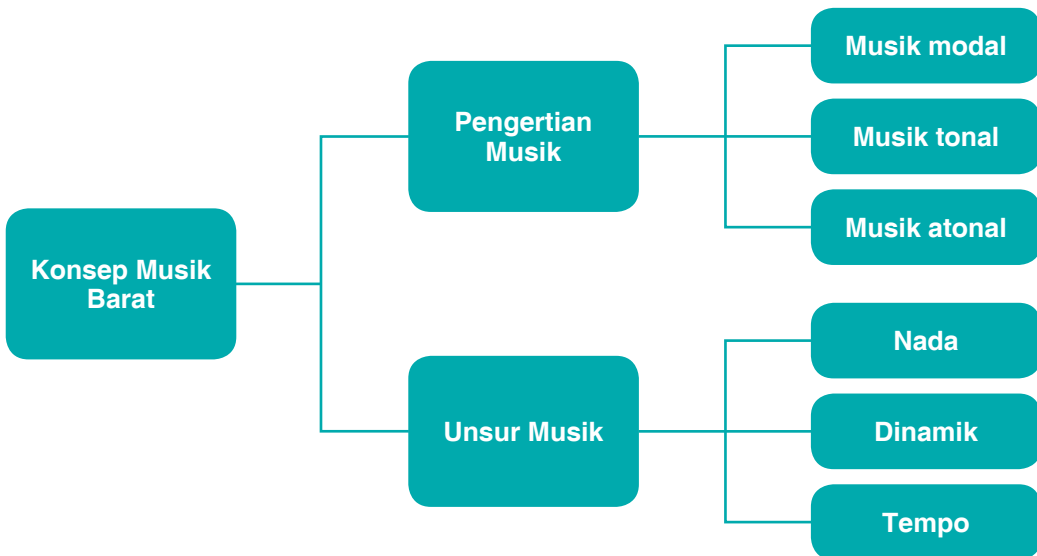 Konsep Musik
Barat
Pengertian
Musik
Musik modal
Musik tonal
Musik atonal
Unsur Musik
Nada
Dinamik
Tempo